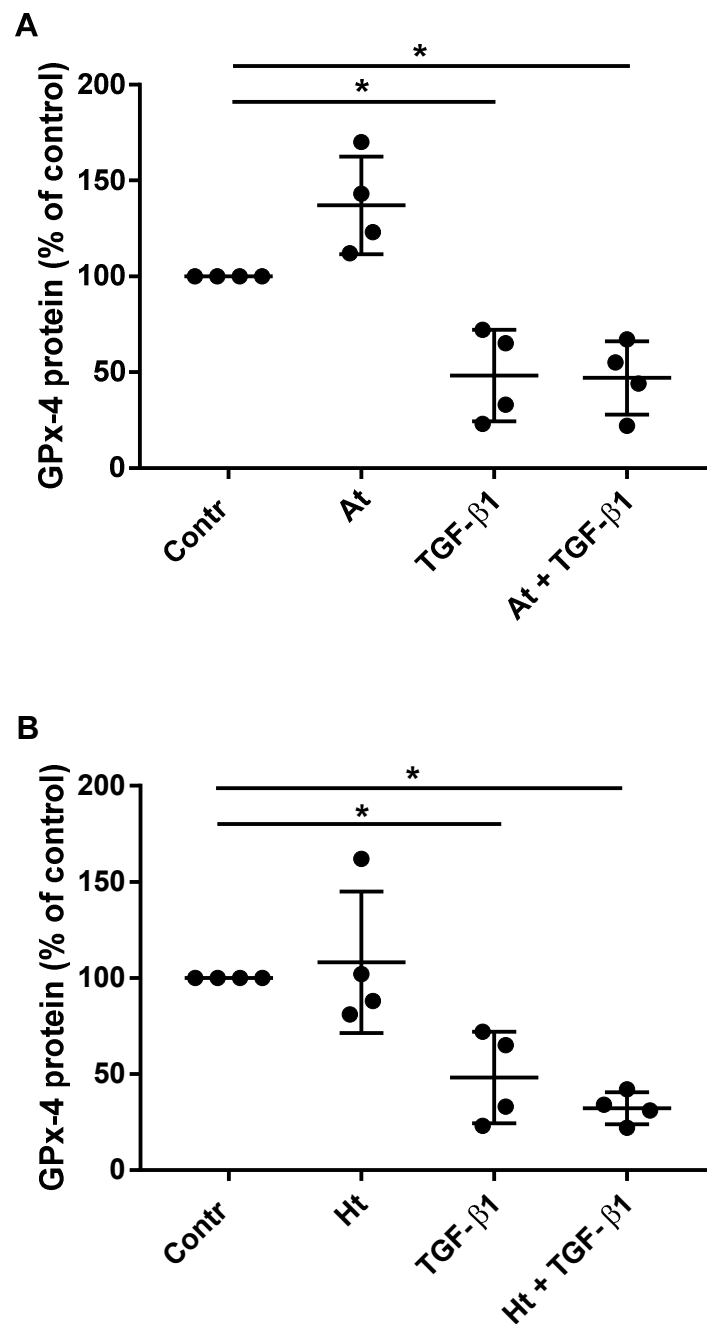 A
*
*
GPx-4 protein (% of control)
200
150
100
50
0
Contr
At
TGF-β1
At + TGF-β1
B
*
*
GPx-4 protein (% of control)
200
150
100
50
0
Contr
Ht
TGF-β1
Ht + TGF-β1